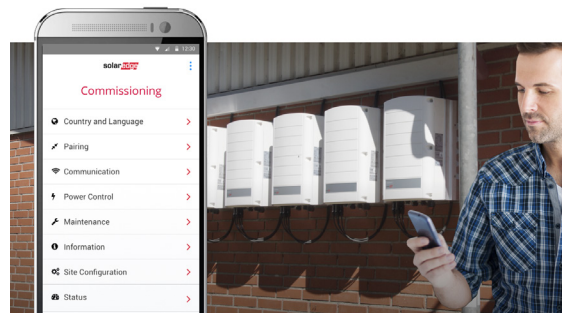 12:30
solaredge
Commissioning
Country and Language
Pairing
Communication
Power Control
Maintenance
Information
Site Configuration
Status